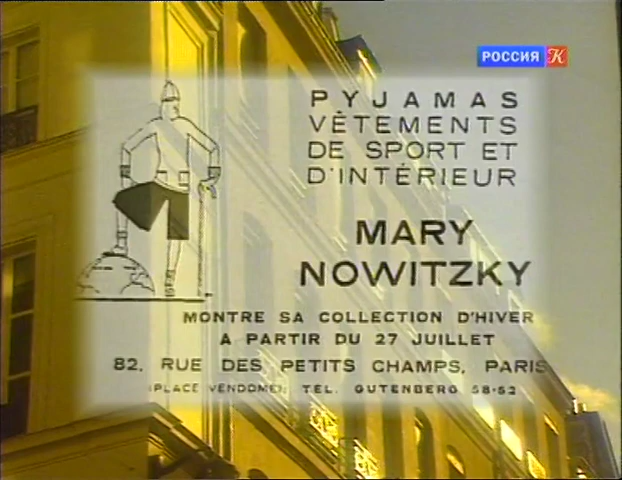 РОССИЯ К
PYJAMAS
VÊTEMENTS
DE SPORT ET
D'INTÉRIEUR
MARY
NOWITZKY
MONTRE SA COLLECTION D'HIVER
A PARTIR DU 27 JUILLET
82, RUE DES PETITS CHAMPS, PARIS
(PLACE VENDOME), TÉL. GUTENBERG 58-52